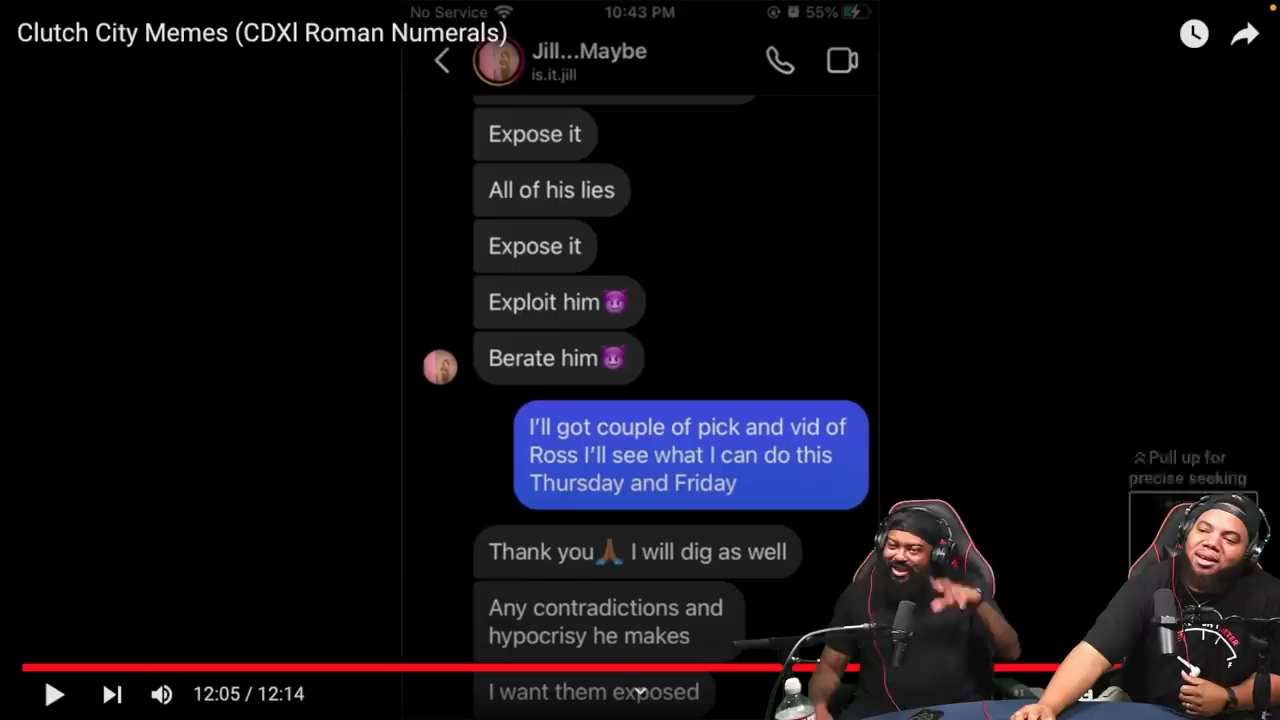 No Service 10:43 PM 55%
Clutch City Memes (CDXl Roman Numerals)
Jill...Maybe
is.it.jill
Expose it
All of his lies
Expose it
Exploit him😈
Berate him😈
I'll got couple of pick and vid of
Ross I'll see what I can do this
Thursday and Friday
Pull up for
precise seeking
Thank you🙏🏾 I will dig as well
Any contradictions and
hypocrisy he makes
I want them exposed
12:05 / 12:14